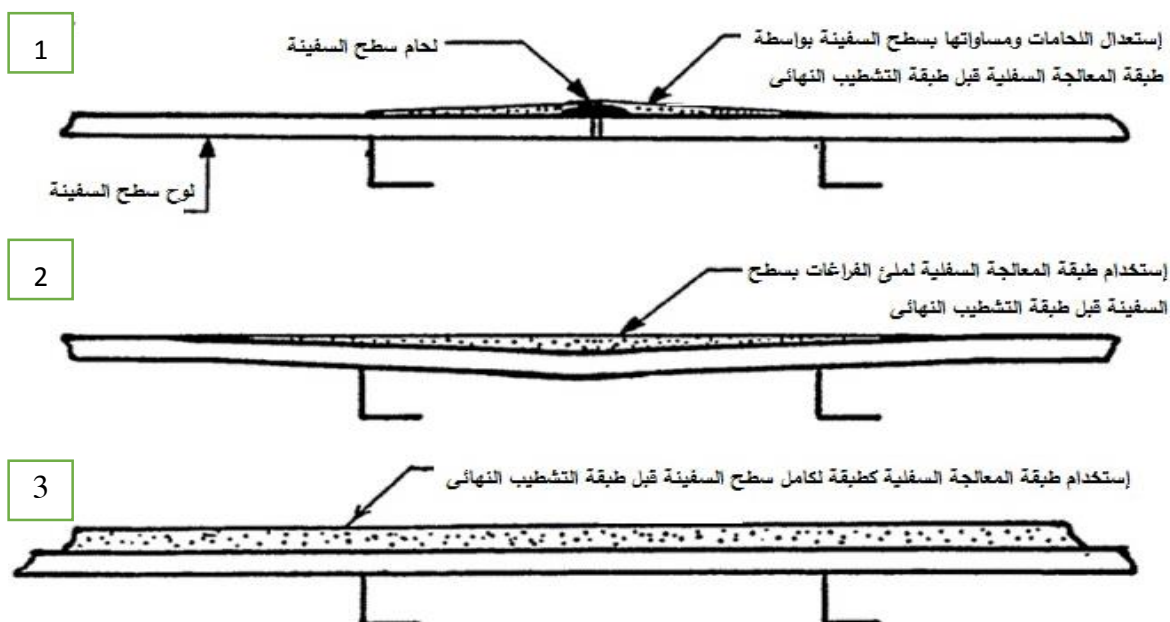 1
لحام سطح السفينة
إستعدال اللحامات ومساواتها بسطح السفينة بواسطة
طبقة المعالجة السفلية قبل طبقة التشطيب النهائى
لوح سطح السفينة
2
إستخدام طبقة المعالجة السفلية لملئ الفراغات بسطح
السفينة قبل طبقة التشطيب النهائى
3
إستخدام طبقة المعالجة السفلية كطبقة لكامل سطح السفينة قبل طبقة التشطيب النهائى